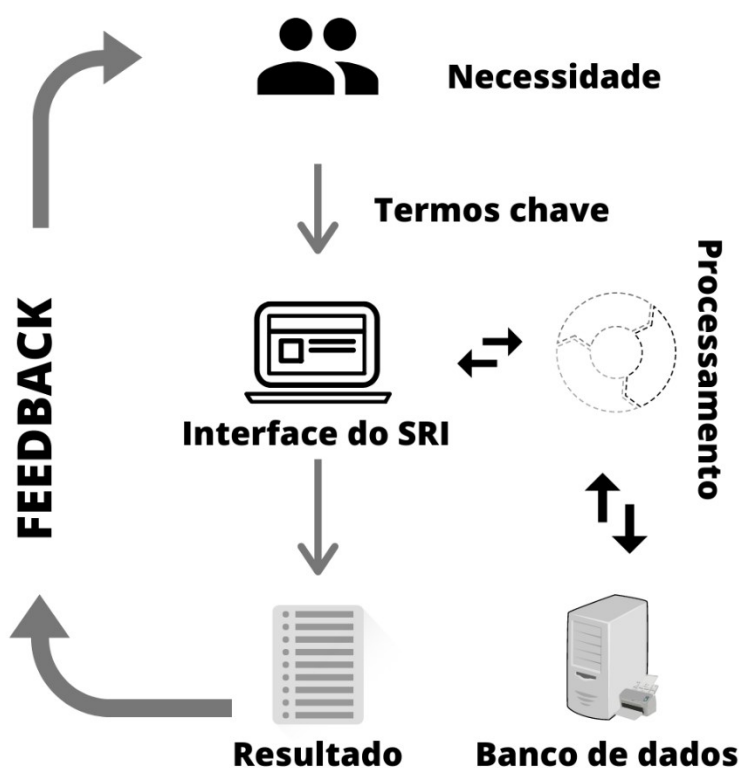 Necessidade
Termos chave
Processamento
FEEDBACK
Interface do SRI
Resultado
Banco de dados